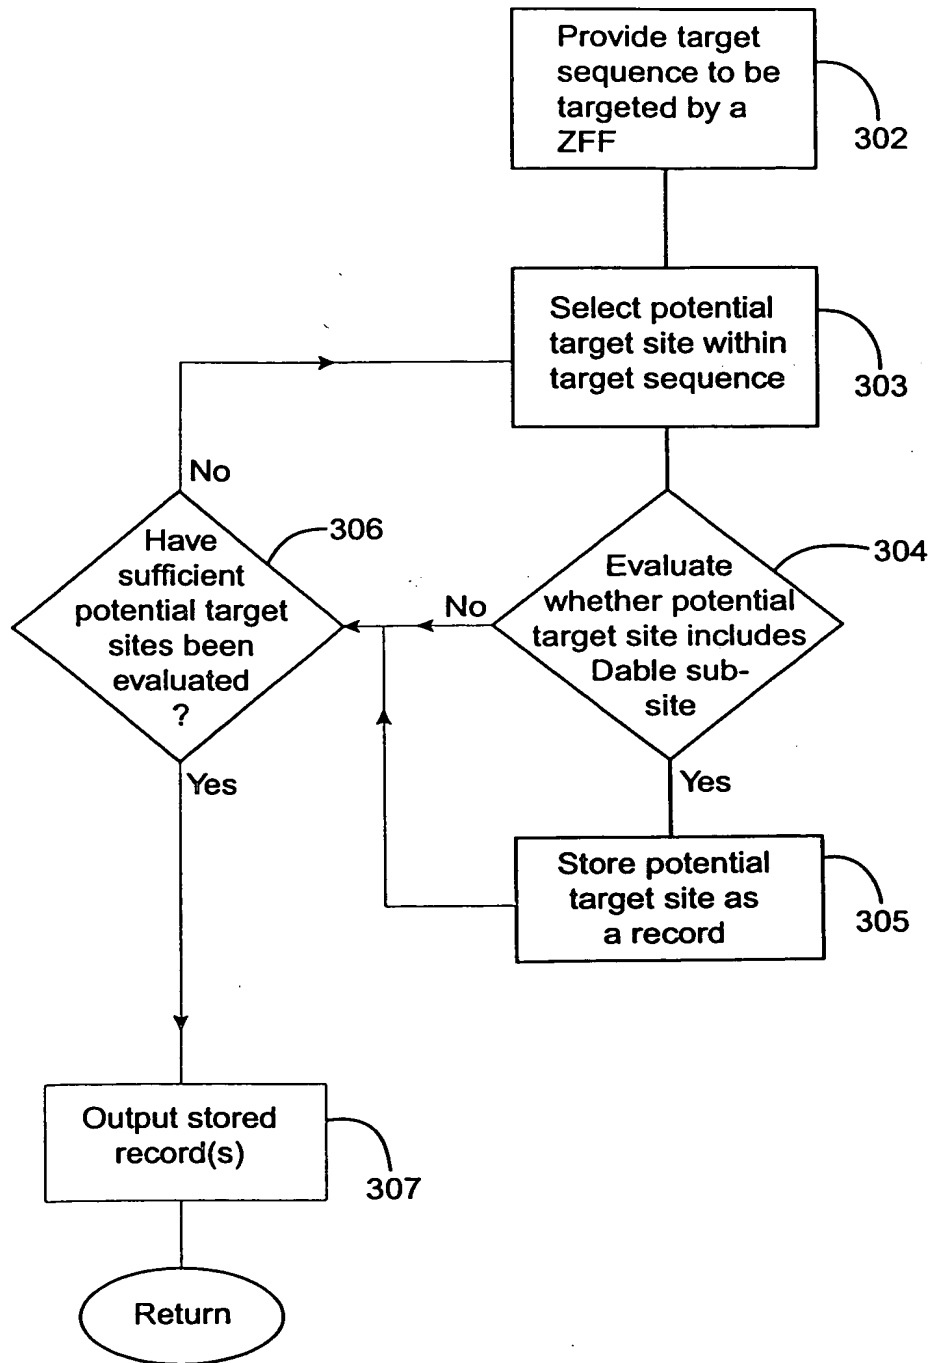 Provide target
sequence to be
targeted by a
ZFF
302
Select potential
target site within
target sequence
303
No
Have
sufficient
potential target
sites been
evaluated
?
306
Evaluate
whether potential
target site includes
Dable sub-
site
304
No
Yes
Yes
Store potential
target site as
a record
305
Output stored
record(s)
307
Return